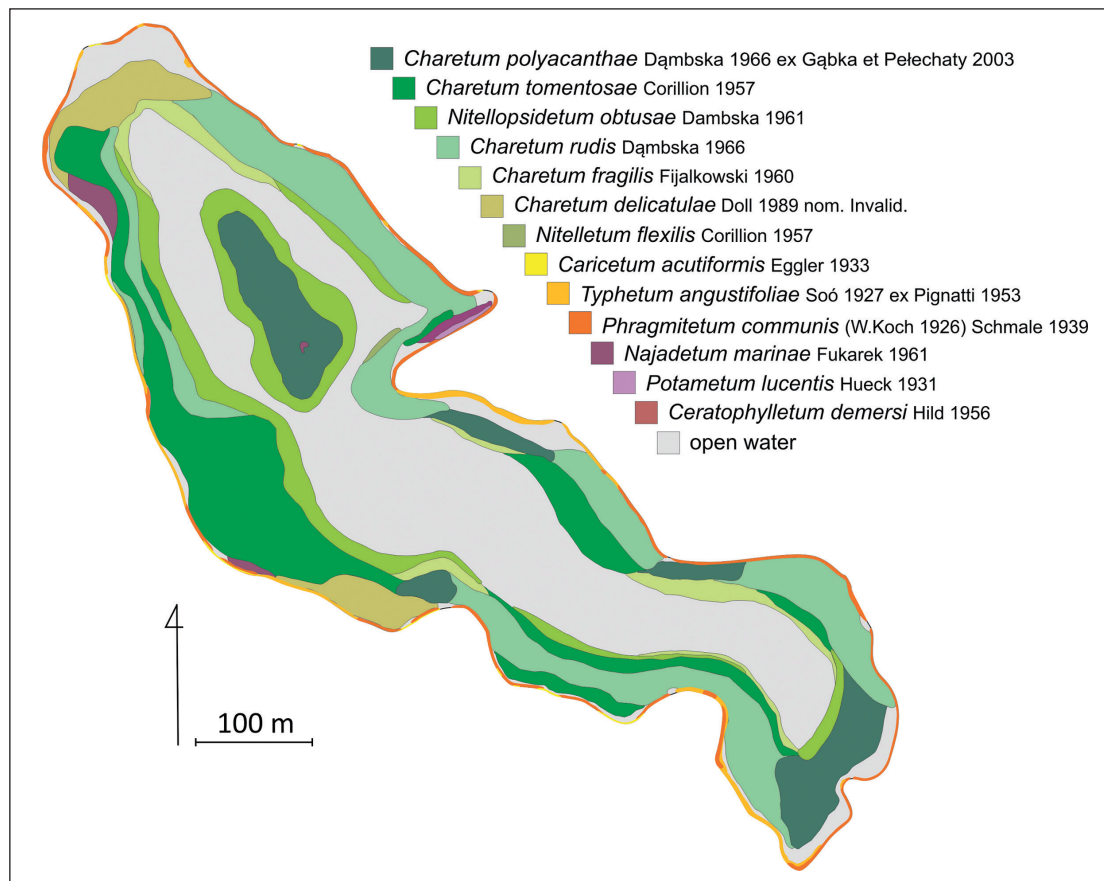 Charetum polyacanthae Dąmbska 1966 ex Gąbka et Pełechaty 2003
Charetum tomentosae Corillion 1957
Nitellopsidetum obtusae Dambska 1961
Charetum rudis Dąmbska 1966
Charetum fragilis Fijalkowski 1960
Charetum delicatulae Doll 1989 nom. Invalid.
Nitelletum flexilis Corillion 1957
Caricetum acutiformis Eggler 1933
Typhetum angustifoliae Soó 1927 ex Pignatti 1953
Phragmitetum communis (W.Koch 1926) Schmale 1939
Najadetum marinae Fukarek 1961
Potametum lucentis Hueck 1931
Ceratophylletum demersi Hild 1956
open water
100 m